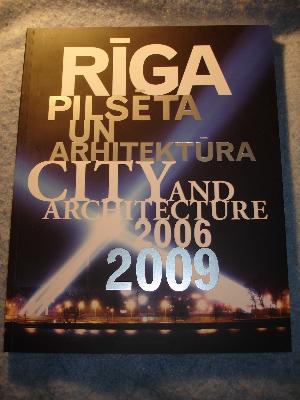 RĪGA
PILSĒTA
UN
ARHITEKTŪRA
CITY AND
ARCHITECTURE
2006
2009